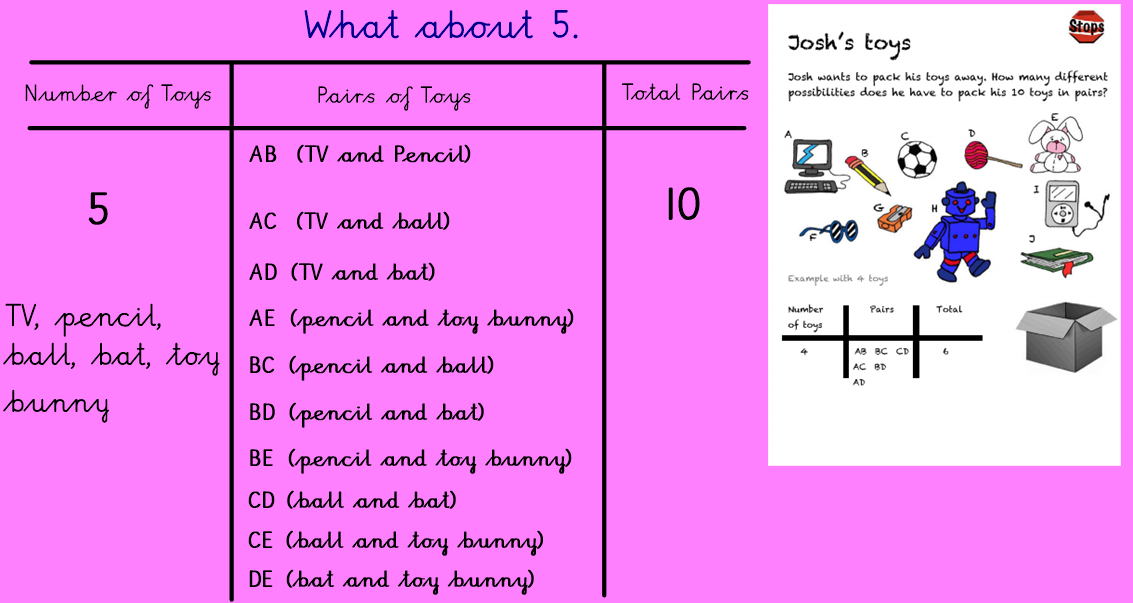 What about 5.
Number of Toys
Pairs of Toys
Total Pairs
5
TV, pencil,
ball, bat, toy
bunny
AB (TV and Pencil)
AC (TV and ball)
AD (TV and bat)
AE (pencil and toy bunny)
BC (pencil and ball)
BD (pencil and bat)
BE (pencil and toy bunny)
CD (ball and bat)
CE (ball and toy bunny)
DE (bat and toy bunny)
10
Stops
Josh's toys
Josh wants to pack his toys away. How many different
possibilities does he have to pack his 10 toys in pairs?
A
B
C
D
E
F
G
H
I
J
Example with 4 toys
Number
of toys
Pairs
Total
4
AB BC CD
AC BD
AD
6